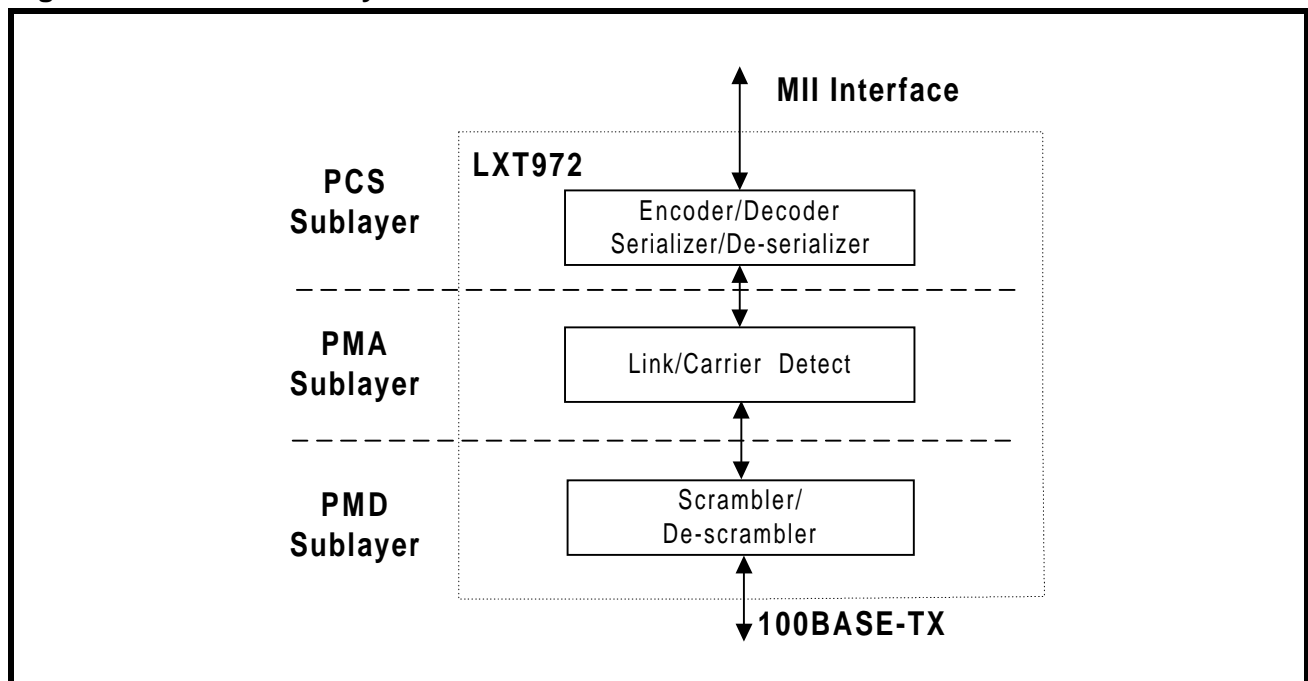 MII Interface
LXT972
PCS
Sublayer
Encoder/Decoder
Serializer/De-serializer
PMA
Sublayer
Link/Carrier Detect
PMD
Sublayer
Scrambler/
De-scrambler
100BASE-TX